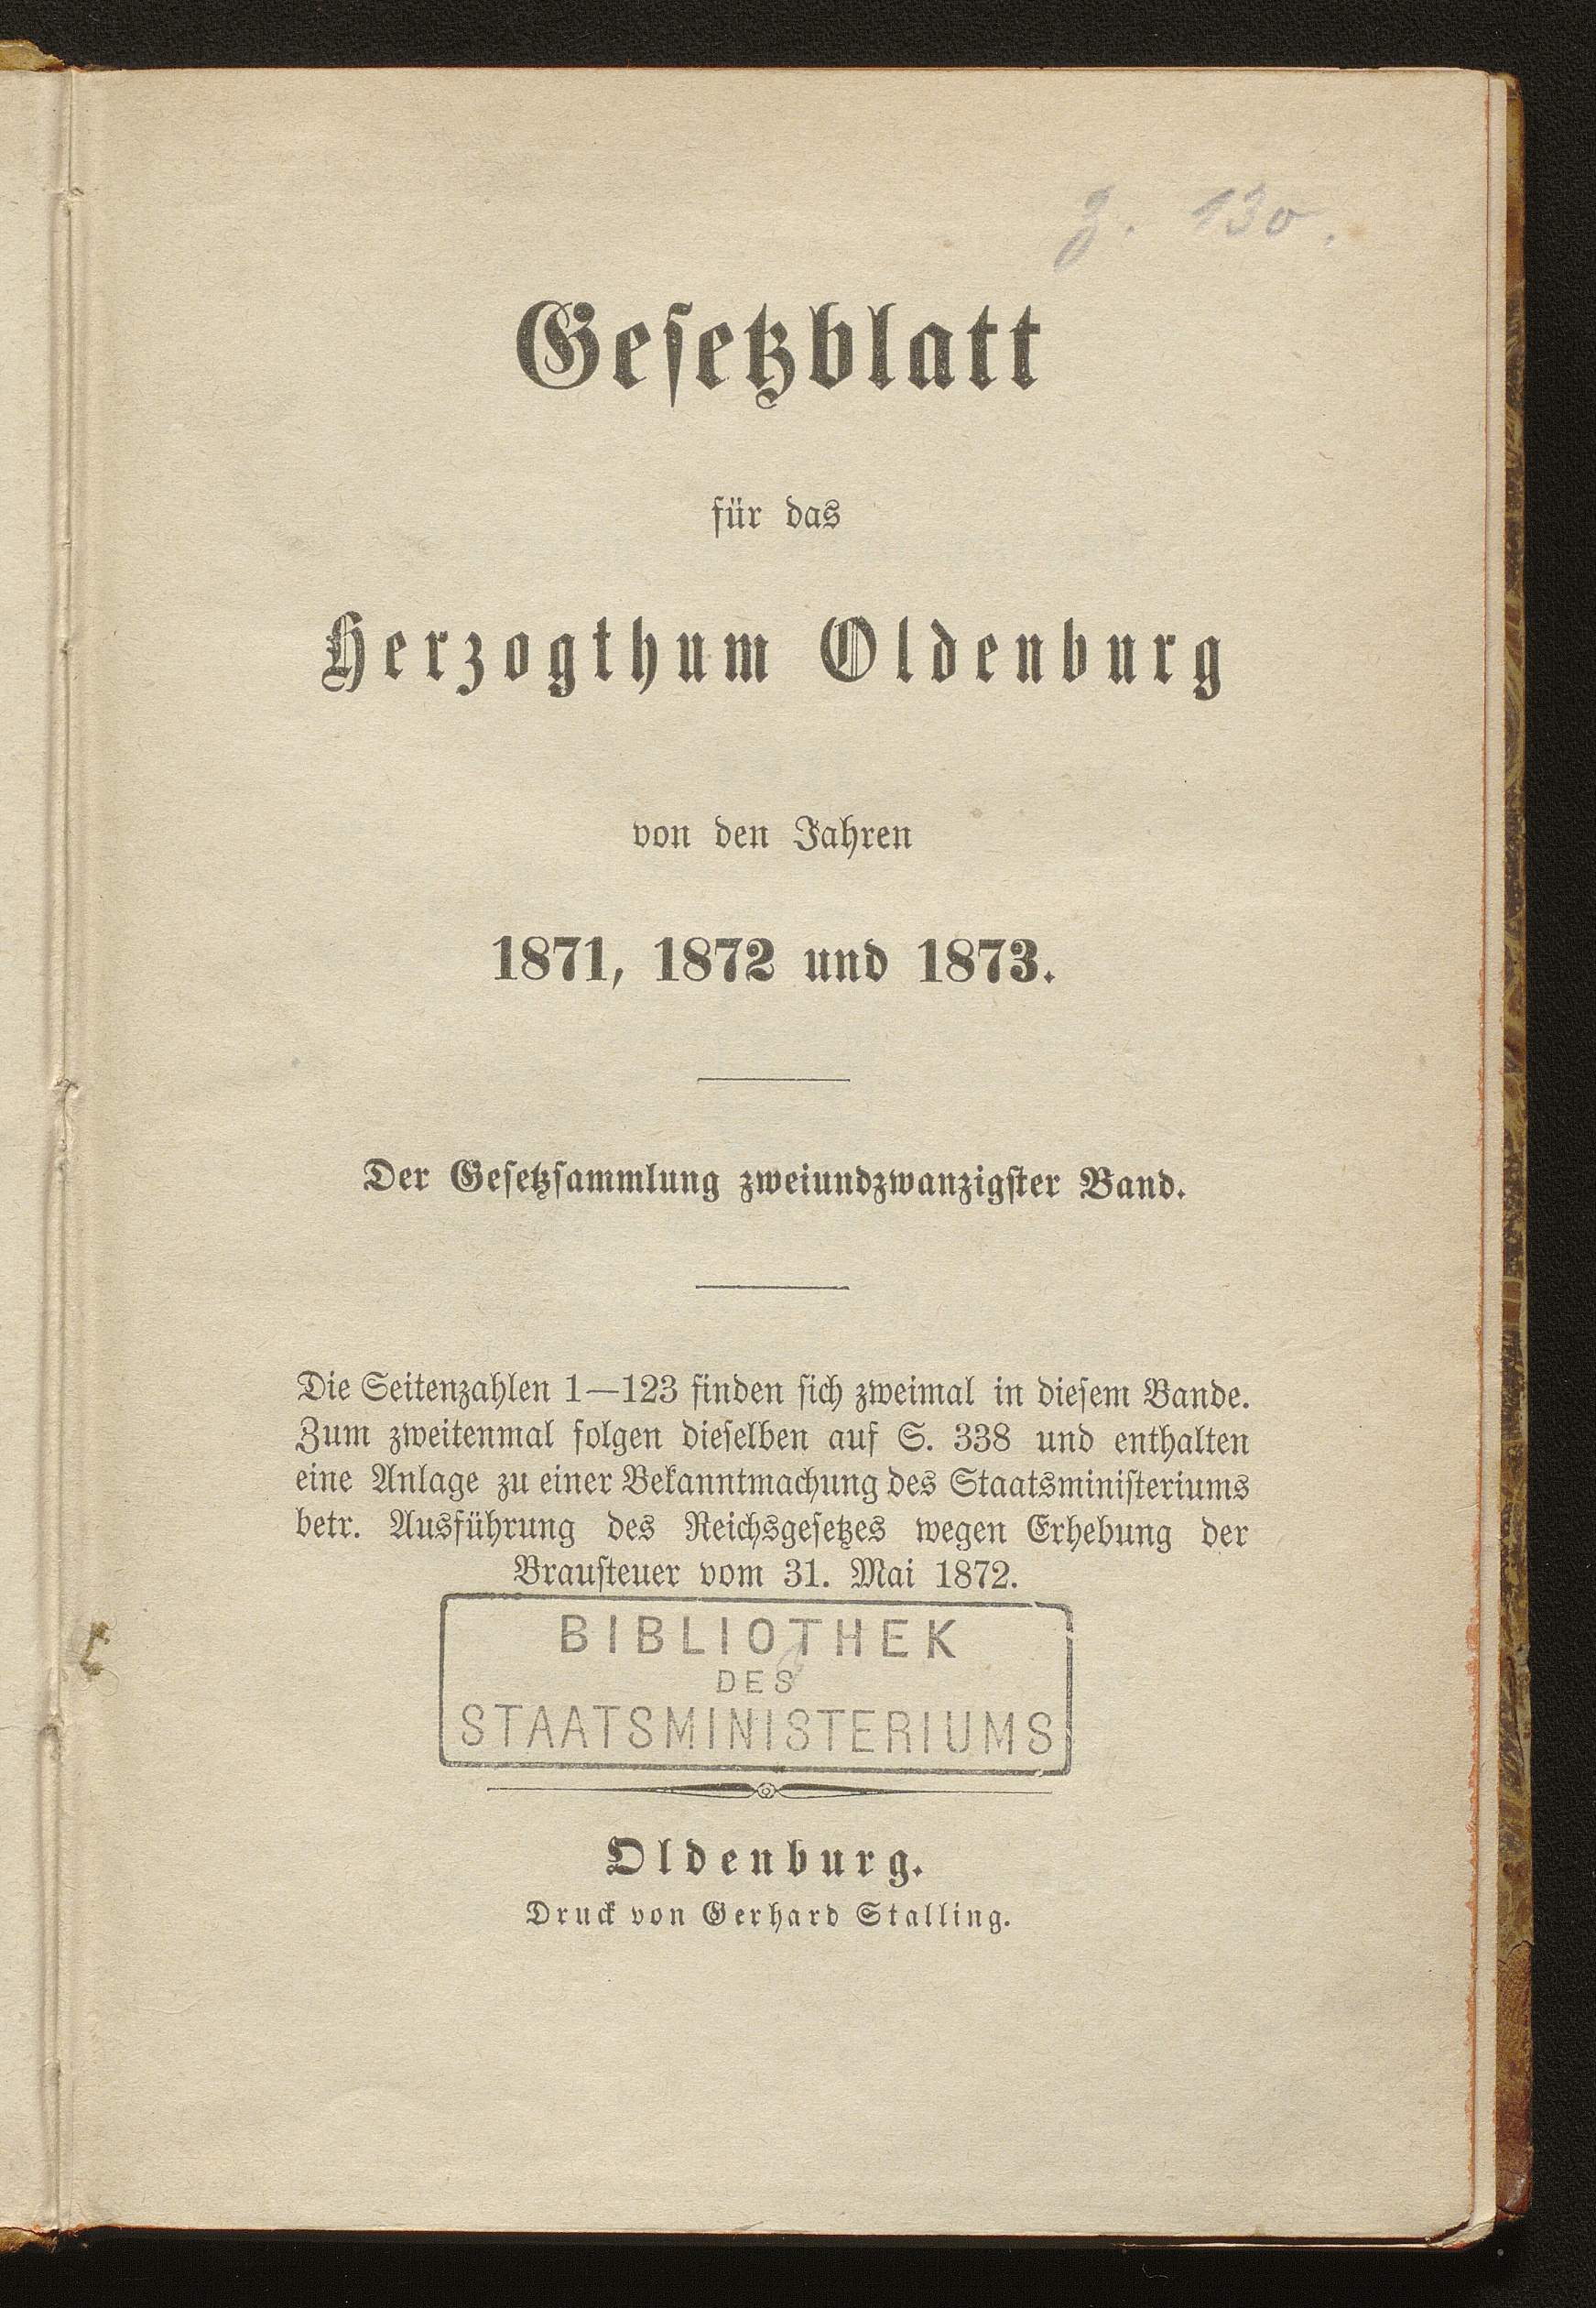 z. 130.
Gesetzblatt
für das
Herzogthum Oldenburg
von den Jahren
1871, 1872 und 1873.
Der Gesetzsammlung zweiundzwanzigster Band.
Die Seitenzahlen 1—123 finden sich zweimal in diesem Bande.
Zum zweitenmal folgen dieselben auf S. 338 und enthalten
eine Anlage zu einer Bekanntmachung des Staatsministeriums
betr. Ausführung des Reichsgesetzes wegen Erhebung der
Brausteuer vom 31. Mai 1872.
BIBLIOTHEK
DES
STAATSMINISTERIUMS
Oldenburg.
Druck von Gerhard Stalling.